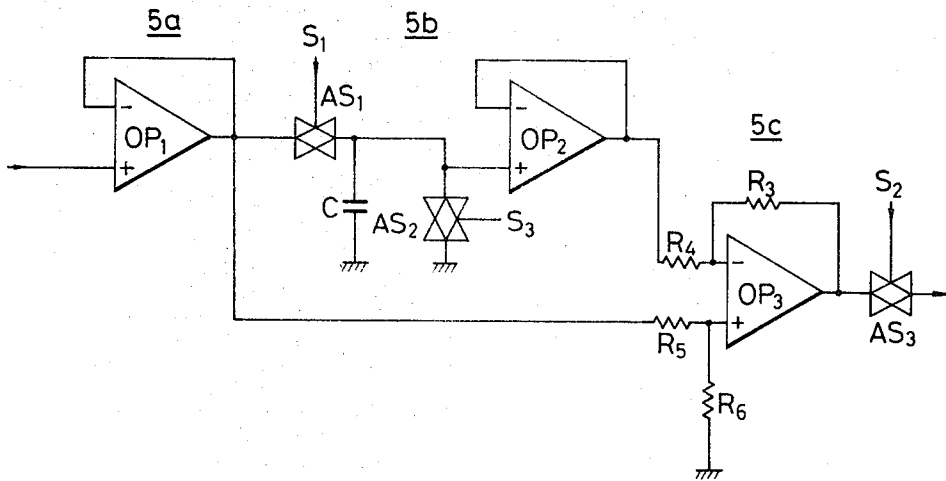 5a
5b
S1
AS1
OP1
-
+
C
AS2
S3
OP2
-
+
5c
R3
S2
R4
OP3
-
+
R5
AS3
R6